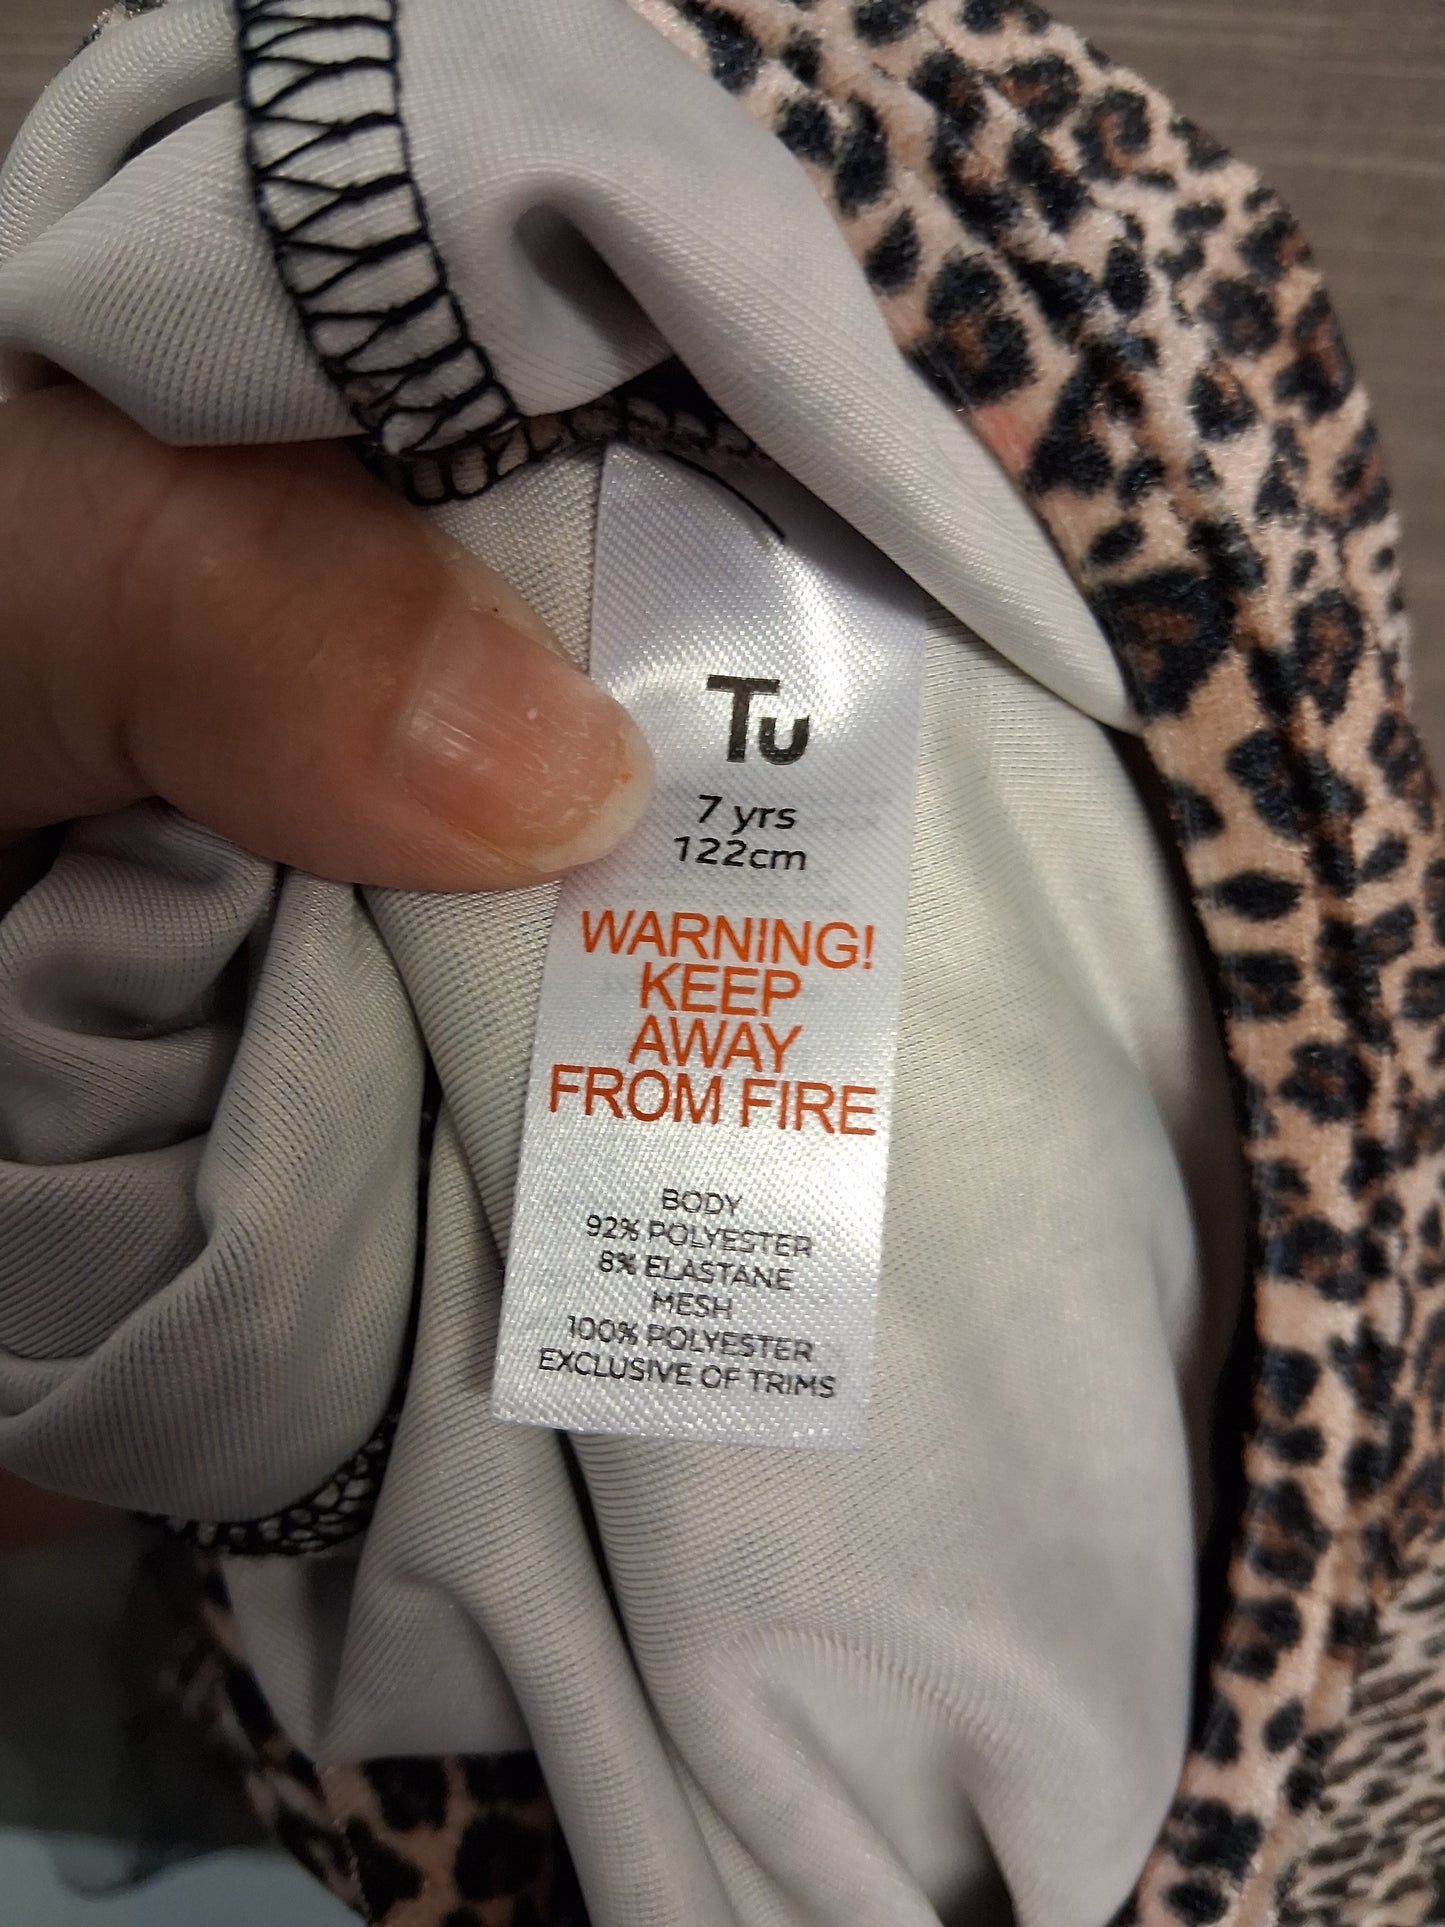 Tu
7 yrs
122cm
WARNING!
KEEP
AWAY
FROM FIRE
BODY
92% POLYESTER
8% ELASTANE
MESH
100% POLYESTER
EXCLUSIVE OF TRIMS